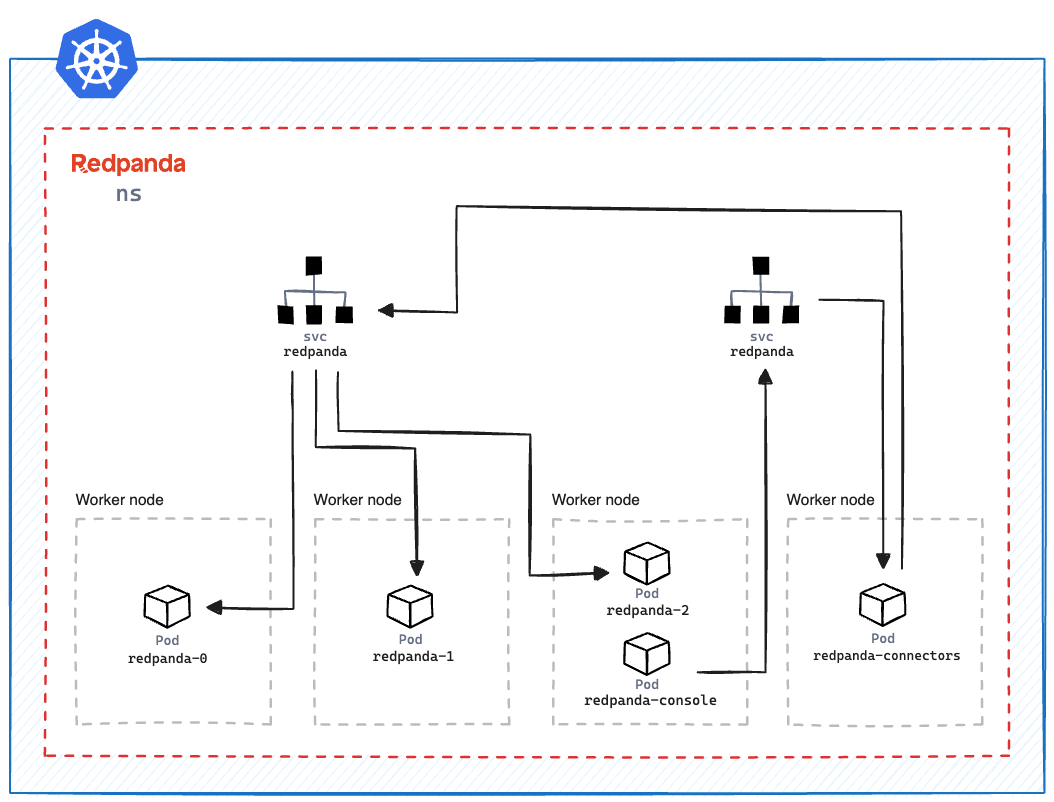 Redpanda
ns
svc
redpanda
svc
redpanda
Worker node
Worker node
Worker node
Worker node
Pod
redpanda-0
Pod
redpanda-1
Pod
redpanda-2
Pod
redpanda-console
Pod
redpanda-connectors